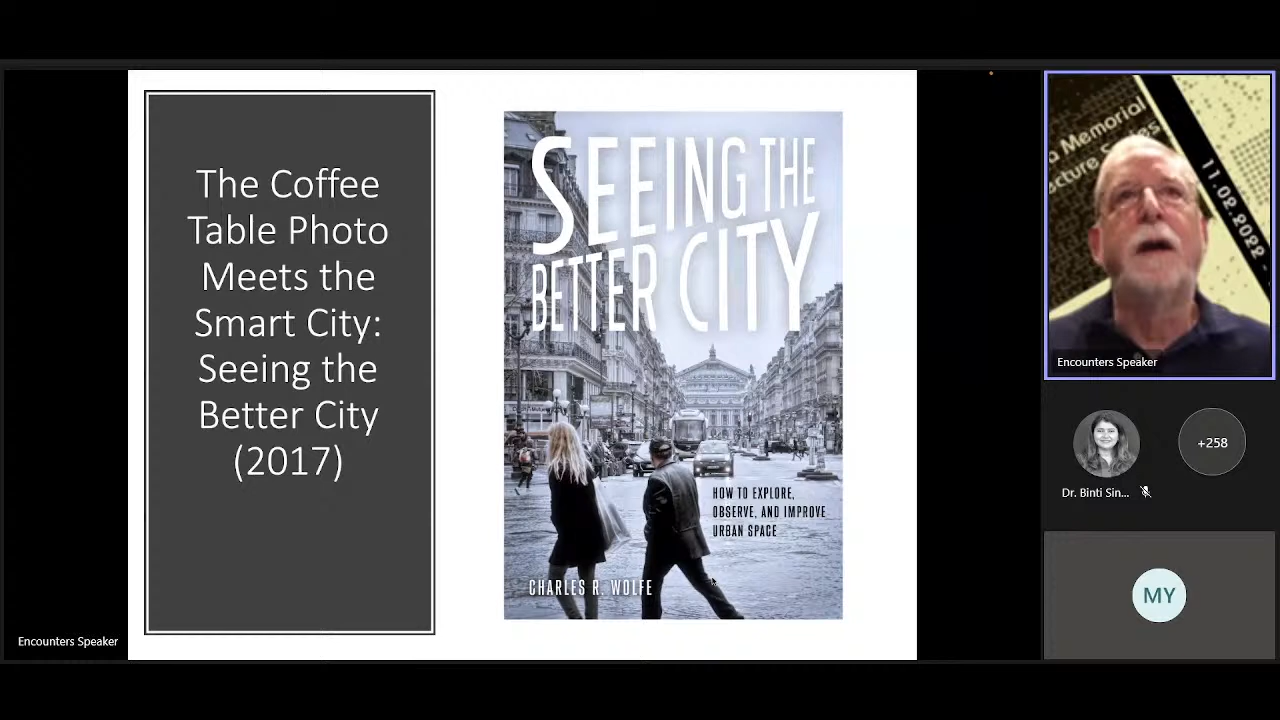 The Coffee
Table Photo
Meets the
Smart City:
Seeing the
Better City
(2017)
SEEING THE
BETTER CITY
HOW TO EXPLORE,
OBSERVE, AND IMPROVE
URBAN SPACE
CHARLES R. WOLFE
Encounters Speaker
Memorial
Series
11.02.2022
Encounters Speaker
+258
Dr. Binti Sin...
MY